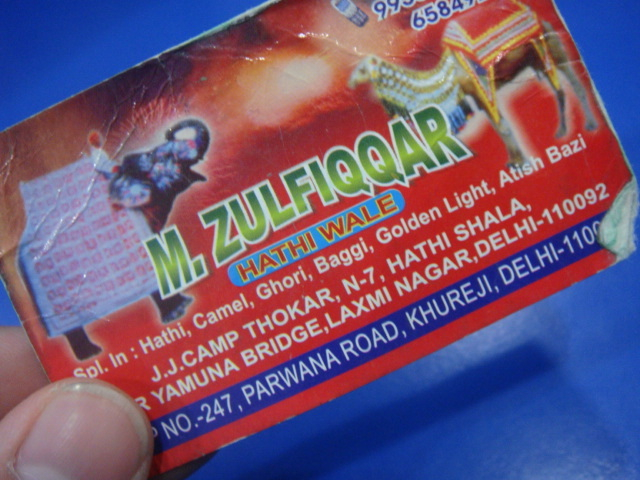 M. ZULFIQQAR
HATHI WALE
Spl. In : Hathi, Camel, Ghori, Baggi, Golden Light, Atish Bazi
J.J.CAMP THOKAR, N-7, HATHI SHALA,
YAMUNA BRIDGE,LAXMI NAGAR,DELHI-110092
NO.-247, PARWANA ROAD, KHUREJI, DELHI-1100